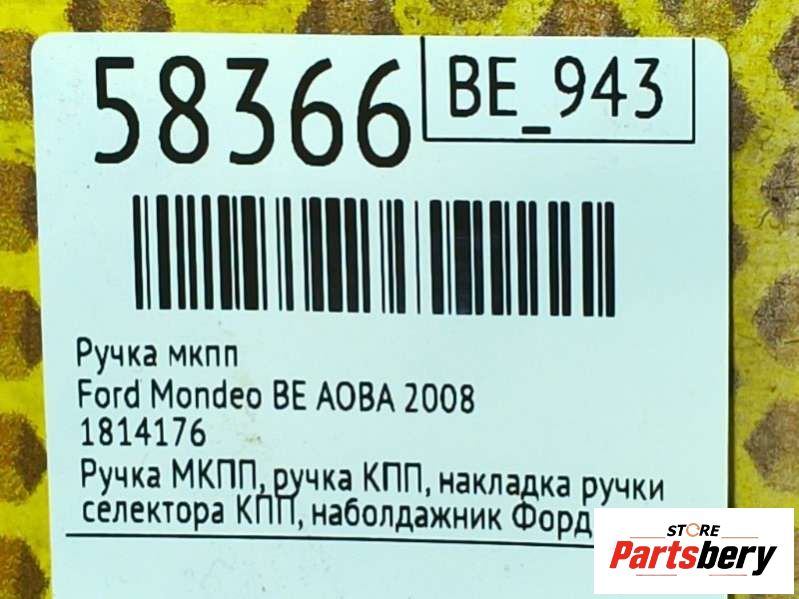 58366
BE_943
Ручка мкпп
Ford Mondeo BE AOBA 2008
1814176
Ручка МКПП, ручка КПП, накладка ручки
селектора КПП, наболдажник Форд
STORE
Partsbery